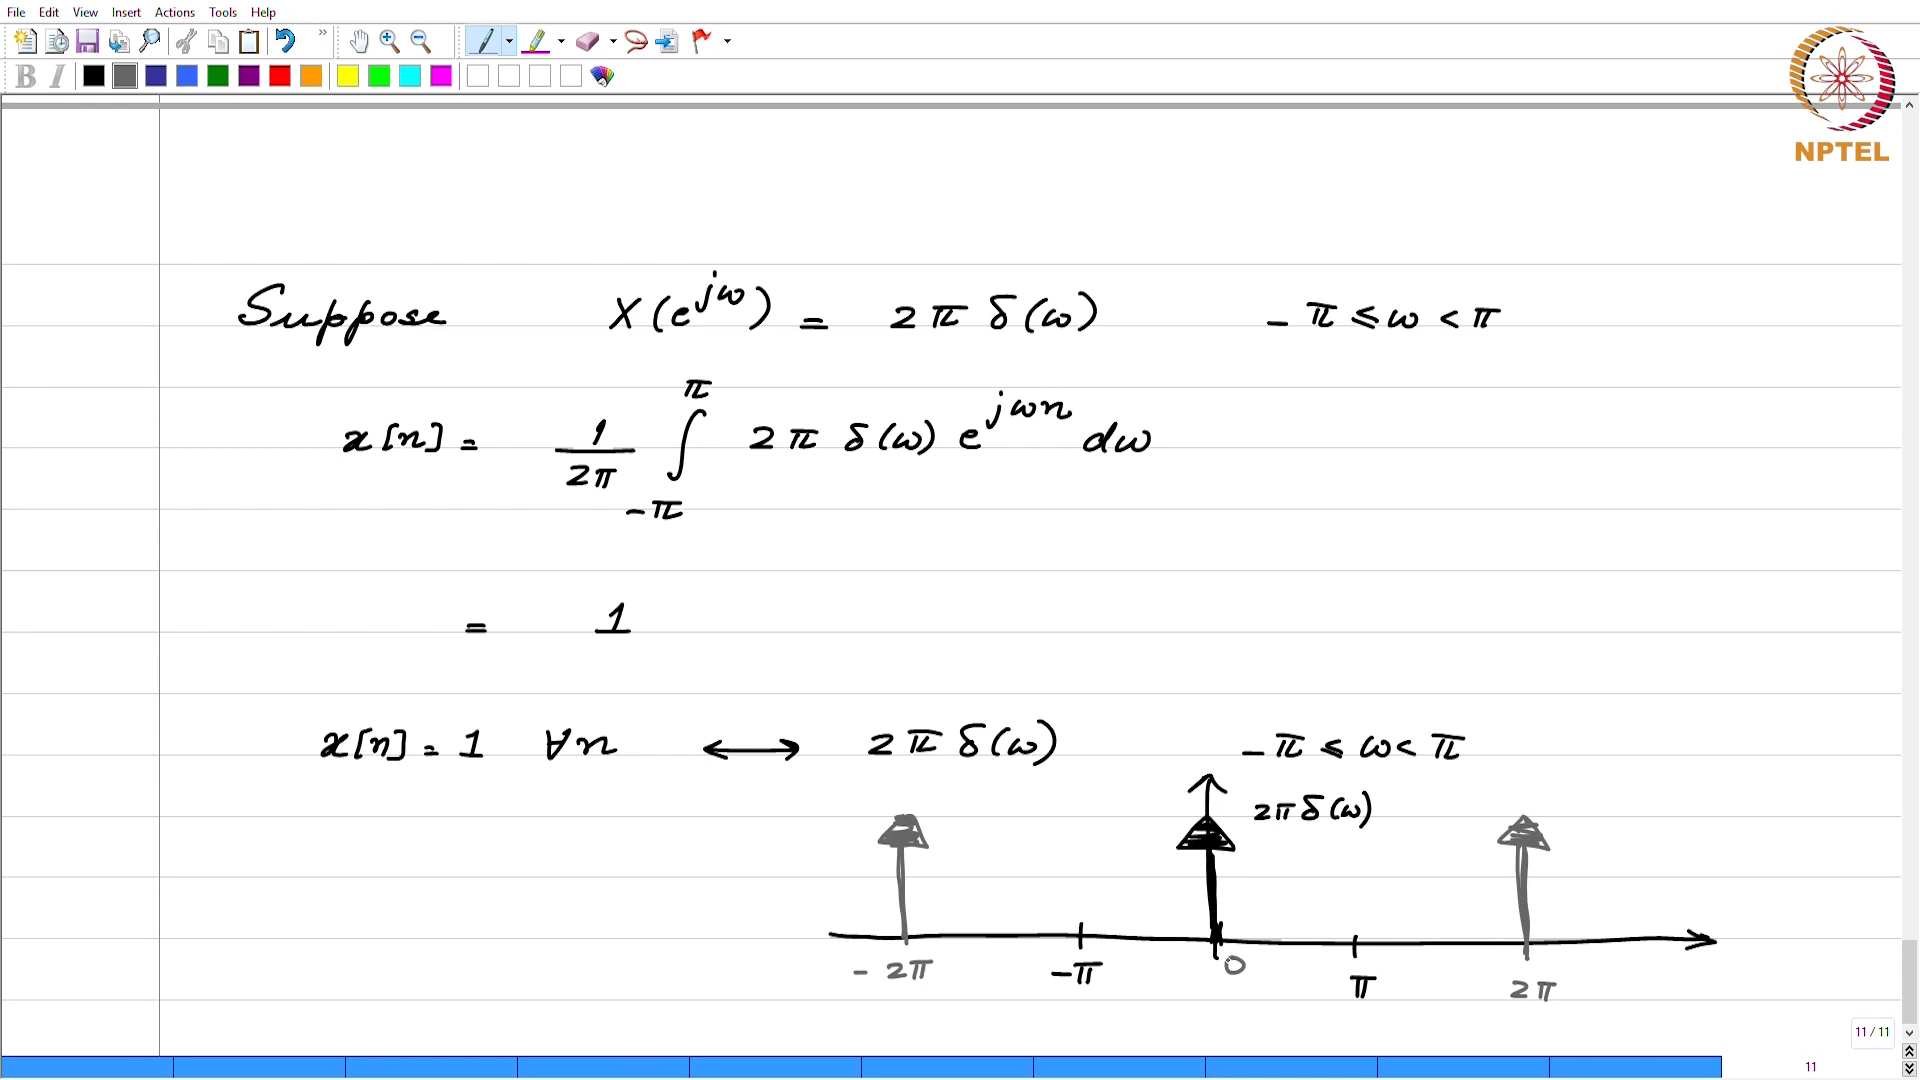 File Edit View Insert Actions Tools Help
B I
NPTEL
Suppose X(e^{jω}) = 2π δ(ω) -π ≤ ω < π
x[n] = 1/2π ∫_{-π}^{π} 2π δ(ω) e^{jωn} dω
= 1
x[n] = 1 ∀n ⟷ 2π δ(ω) -π ≤ ω < π
2π δ(ω)
-2π -π 0 π 2π
11 / 11
11